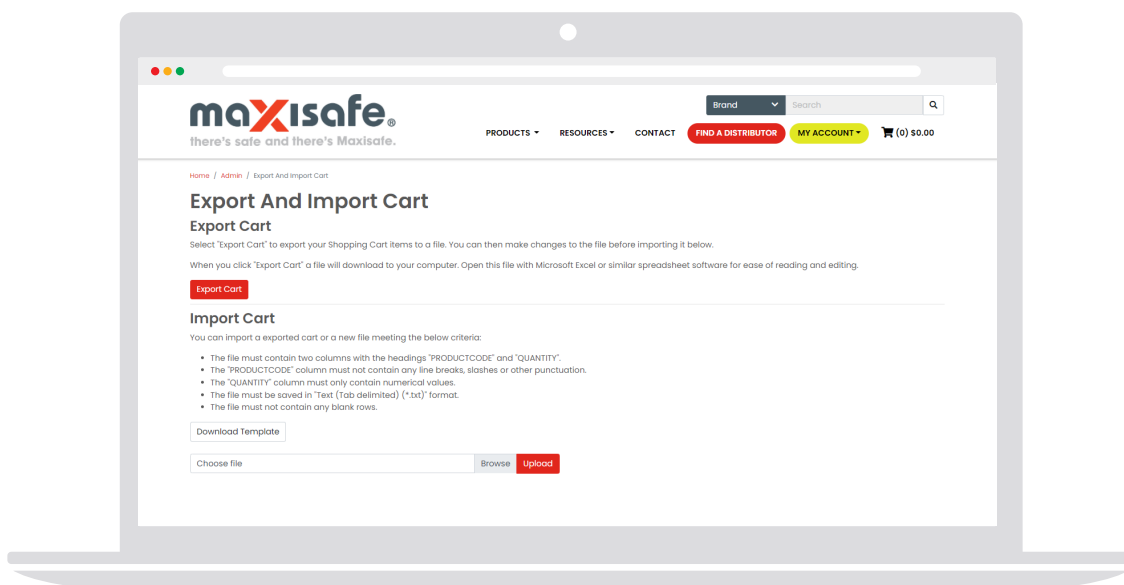 maxisafe®
there's safe and there's Maxisafe.
Brand
Search
PRODUCTS
RESOURCES
CONTACT
FIND A DISTRIBUTOR
MY ACCOUNT
(0) $0.00
Home / Admin / Export And Import Cart
Export And Import Cart
Export Cart
Select "Export Cart" to export your Shopping Cart items to a file. You can then make changes to the file before importing it below.
When you click "Export Cart" a file will download to your computer. Open this file with Microsoft Excel or similar spreadsheet software for ease of reading and editing.
Export Cart
Import Cart
You can import a exported cart or a new file meeting the below criteria:
• The file must contain two columns with the headings "PRODUCTCODE" and "QUANTITY".
• The "PRODUCTCODE" column must not contain any line breaks, slashes or other punctuation.
• The "QUANTITY" column must only contain numerical values.
• The file must be saved in "Text (Tab delimited) (*.txt)" format.
• The file must not contain any blank rows.
Download Template
Choose file
Browse
Upload